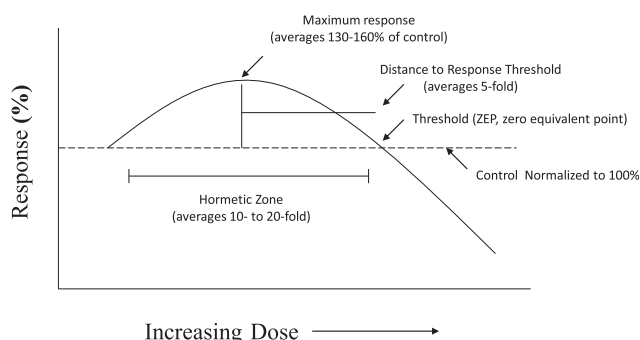 Maximum response
(averages 130-160% of control)
Distance to Response Threshold
(averages 5-fold)
Threshold (ZEP, zero equivalent point)
Control Normalized to 100%
Hormetic Zone
(averages 10- to 20-fold)
Response (%)
Increasing Dose